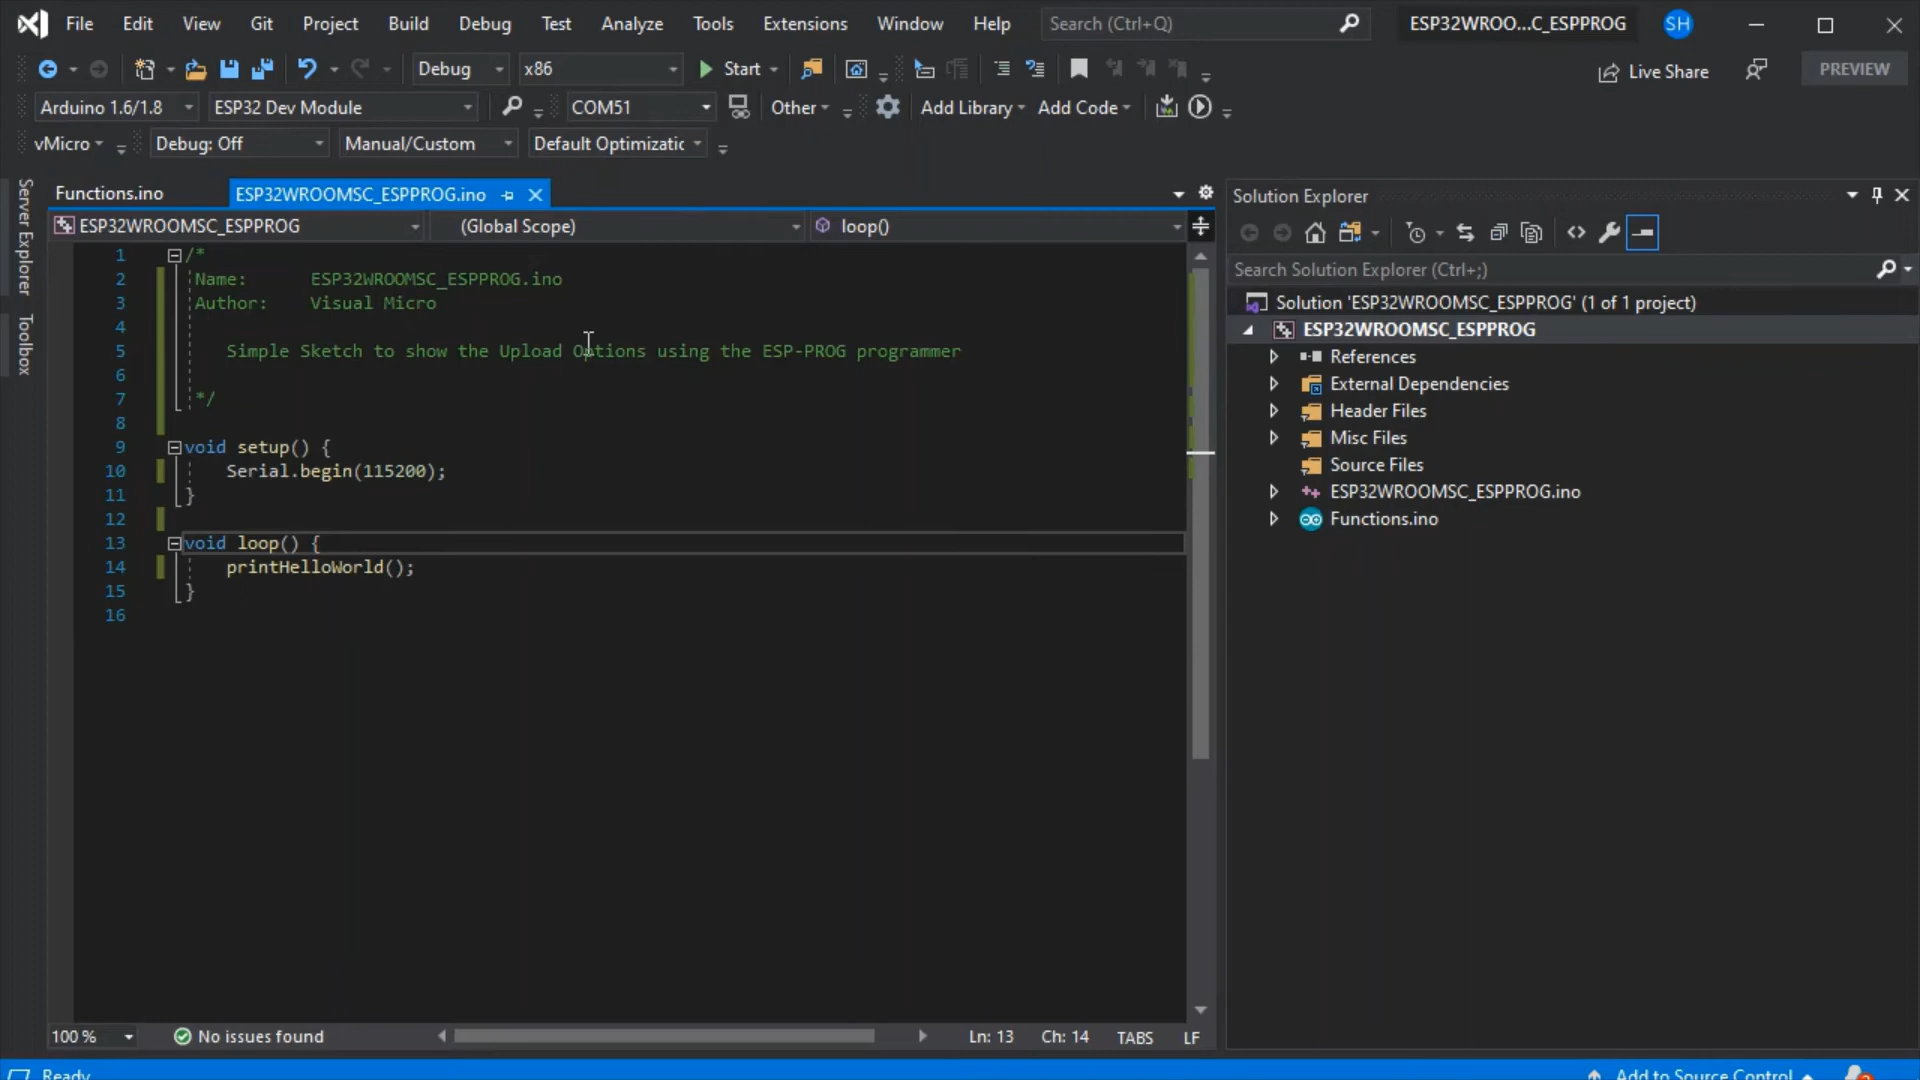 File Edit View Git Project Build Debug Test Analyze Tools Extensions Window Help Search (Ctrl+Q) ESP32WROO...C_ESPPROG SH
Debug x86 Start Live Share PREVIEW
Arduino 1.6/1.8 ESP32 Dev Module COM51 Other Add Library Add Code
vMicro Debug: Off Manual/Custom Default Optimizatic
Server Explorer
Toolbox
Functions.ino ESP32WROOMSC_ESPPROG.ino
ESP32WROOMSC_ESPPROG (Global Scope) loop()
1 /*
2 Name: ESP32WROOMSC_ESPPROG.ino
3 Author: Visual Micro
4
5 Simple Sketch to show the Upload Options using the ESP-PROG programmer
6
7 */
8
9 void setup() {
10 Serial.begin(115200);
11 }
12
13 void loop() {
14 printHelloWorld();
15 }
16
100 % No issues found Ln: 13 Ch: 14 TABS LF
Solution Explorer
Search Solution Explorer (Ctrl+;)
Solution 'ESP32WROOMSC_ESPPROG' (1 of 1 project)
ESP32WROOMSC_ESPPROG
References
External Dependencies
Header Files
Misc Files
Source Files
ESP32WROOMSC_ESPPROG.ino
Functions.ino
Ready Add to Source Control